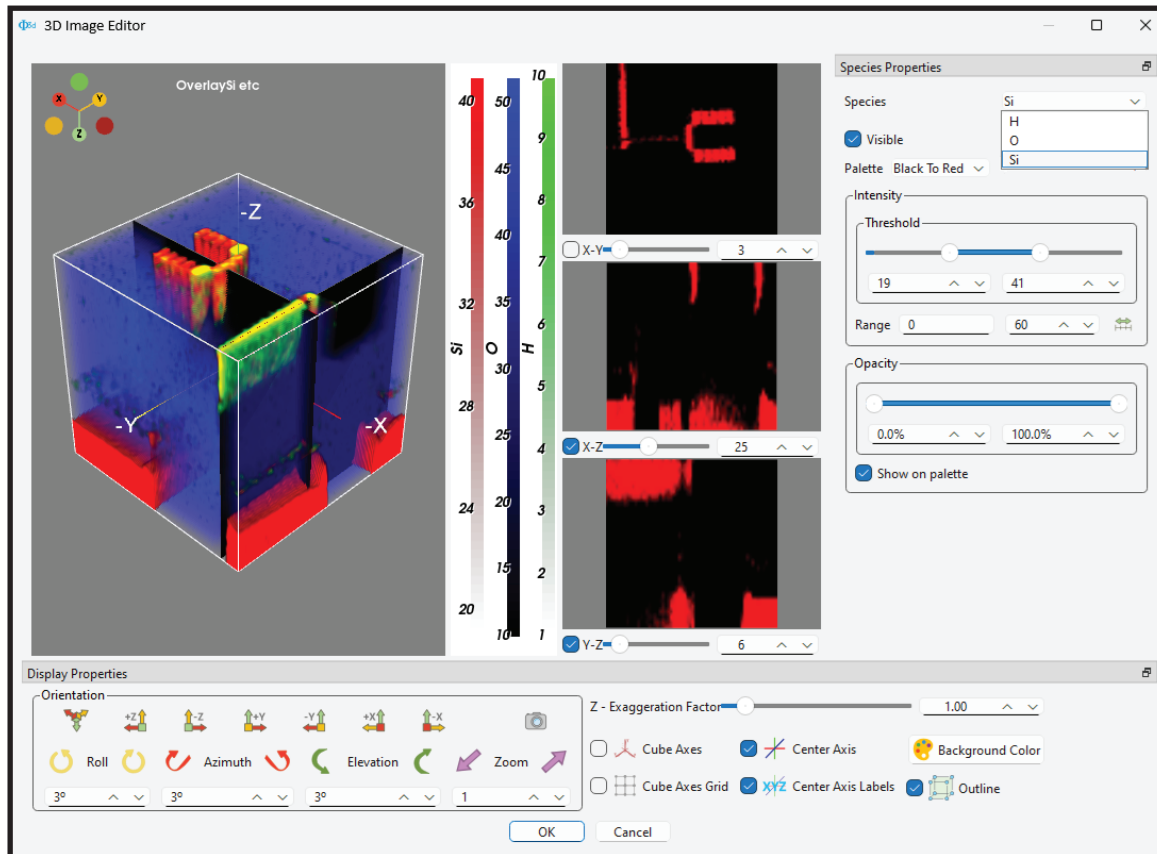 3D Image Editor
OverlaySi etc
X
Y
Z
-Z
-Y
-X
40
36
32
28
24
20
Si
50
45
40
35
30
25
20
15
10
O
10
9
8
7
6
5
4
3
2
1
H
X-Y 3
X-Z 25
Y-Z 6
Species Properties
Species Si
H
O
Si
Visible
Palette Black To Red
Intensity
Threshold
19 41
Range 0 60
Opacity
0.0% 100.0%
Show on palette
Display Properties
Orientation
+Z -Z +Y -Y +X -X
Roll Azimuth Elevation Zoom
3º 3º 3º 1
Z - Exaggeration Factor 1.00
Cube Axes Center Axis Background Color
Cube Axes Grid XYZ Center Axis Labels Outline
OK Cancel